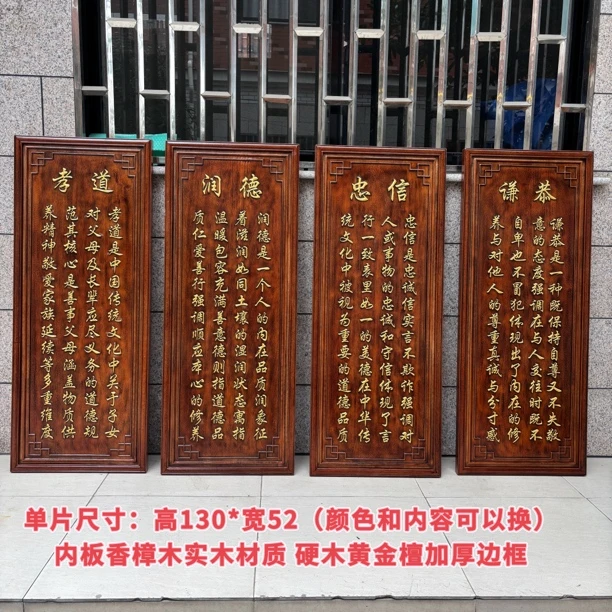 孝道
孝道是中国传统文化中关于子女
对父母及长辈应尽义务的道德规
范其核心是善事父母涵盖物质供
养精神敬爱家族延续等多重维度
润德
润德是一个人的内在品质润象征
着滋润如同土壤的湿润状态寓指
温暖包容充满善意德则指道德品
质仁爱善行强调顺应本心的修养
忠信
忠信是忠诚信实言不欺诈强调对
人或事物的忠诚和守信体现了言
行一致表里如一的美德在中华传
统文化中被视为重要的道德品质
谦恭
谦恭是一种既保持自尊又不失敬
意的态度强调在与人交往时既不
自卑也不冒犯体现出了内在的修
养与对他人的尊重真诚与分寸感
单片尺寸：高130*宽52（颜色和内容可以换）
内板香樟木实木材质 硬木黄金檀加厚边框